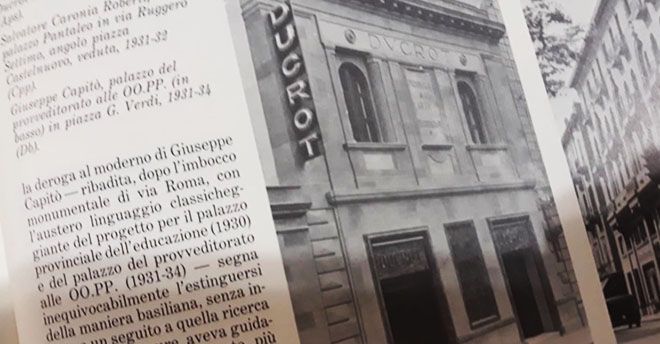 Salvatore Caronia Roberti,
palazzo Pantaleo in via Ruggero
Settimo, angolo piazza
Castelnuovo, veduta, 1931-32
(Cpp).
Giuseppe Capitò, palazzo del
provveditorato alle OO.PP. (in
basso) in piazza G. Verdi, 1931-34
(Db).
la deroga al moderno di Giuseppe
Capitò — ribadita, dopo l'imbocco
monumentale di via Roma, con
l'austero linguaggio classicheg-
giante del progetto per il palazzo
provinciale dell'educazione (1930)
e del palazzo del provveditorato
alle OO.PP. (1931-34) — segna
inequivocabilmente l'estinguersi
della maniera basiliana, senza in-
un seguito a quella ricerca
aveva guida-
più
DUCROT
DVCROT